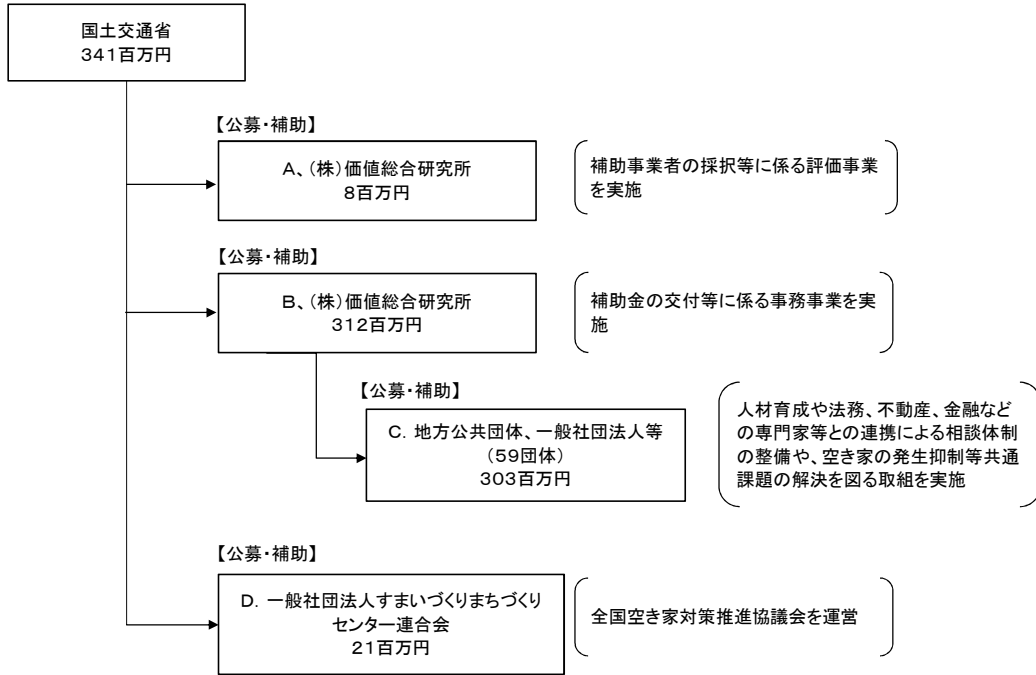 国土交通省
341百万円
【公募・補助】
A、（株）価値総合研究所
8百万円
補助事業者の採択等に係る評価事業
を実施
【公募・補助】
B、（株）価値総合研究所
312百万円
補助金の交付等に係る事務事業を実
施
【公募・補助】
C．地方公共団体、一般社団法人等
（59団体）
303百万円
人材育成や法務、不動産、金融など
の専門家等との連携による相談体制
の整備や、空き家の発生抑制等共通
課題の解決を図る取組を実施
【公募・補助】
D．一般社団法人すまいづくりまちづくり
センター連合会
21百万円
全国空き家対策推進協議会を運営